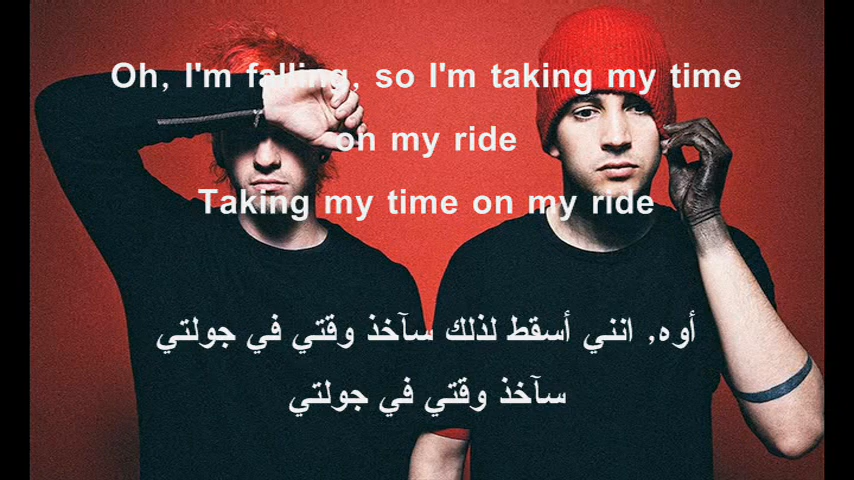 Oh, I'm falling, so I'm taking my time
on my ride
Taking my time on my ride
أوه, انني أسقط لذلك سآخذ وقتي في جولتي
سآخذ وقتي في جولتي